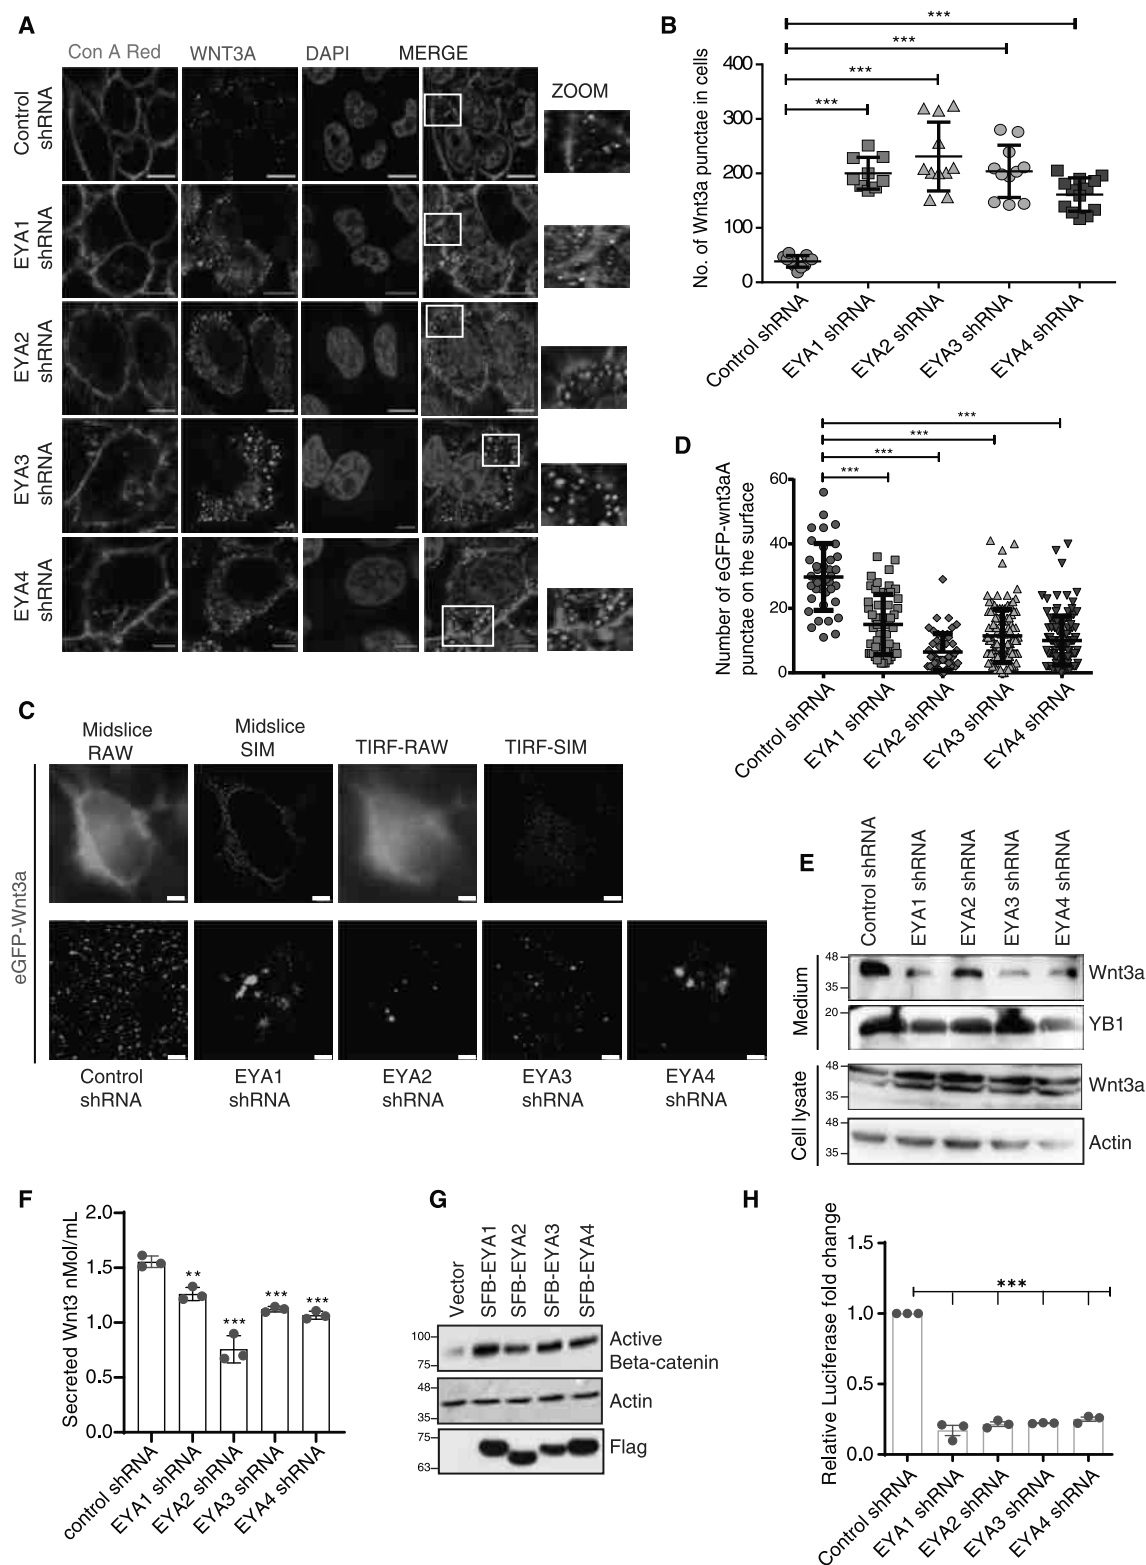 A
Con A Red
WNT3A
DAPI
MERGE
ZOOM
Control
shRNA
EYA1
shRNA
EYA2
shRNA
EYA3
shRNA
EYA4
shRNA
B
No. of Wnt3a punctae in cells
400
300
200
100
0
***
***
***
***
Control shRNA
EYA1 shRNA
EYA2 shRNA
EYA3 shRNA
EYA4 shRNA
D
Number of eGFP-wnt3aA
punctae on the surface
60
40
20
0
***
***
***
***
Control shRNA
EYA1 shRNA
EYA2 shRNA
EYA3 shRNA
EYA4 shRNA
C
eGFP-Wnt3a
Midslice
RAW
Midslice
SIM
TIRF-RAW
TIRF-SIM
Control
shRNA
EYA1
shRNA
EYA2
shRNA
EYA3
shRNA
EYA4
shRNA
E
Control shRNA
EYA1 shRNA
EYA2 shRNA
EYA3 shRNA
EYA4 shRNA
Medium
48
35
Wnt3a
20
YB1
Cell lysate
48
35
Wnt3a
48
35
Actin
F
Secreted Wnt3 nMol/mL
2.0
1.5
1.0
0.5
0.0
**
***
***
***
control shRNA
EYA1 shRNA
EYA2 shRNA
EYA3 shRNA
EYA4 shRNA
G
Vector
SFB-EYA1
SFB-EYA2
SFB-EYA3
SFB-EYA4
100
75
Active
Beta-catenin
48
35
Actin
75
63
Flag
H
Relative Luciferase fold change
1.5
1.0
0.5
0.0
***
Control shRNA
EYA1 shRNA
EYA2 shRNA
EYA3 shRNA
EYA4 shRNA